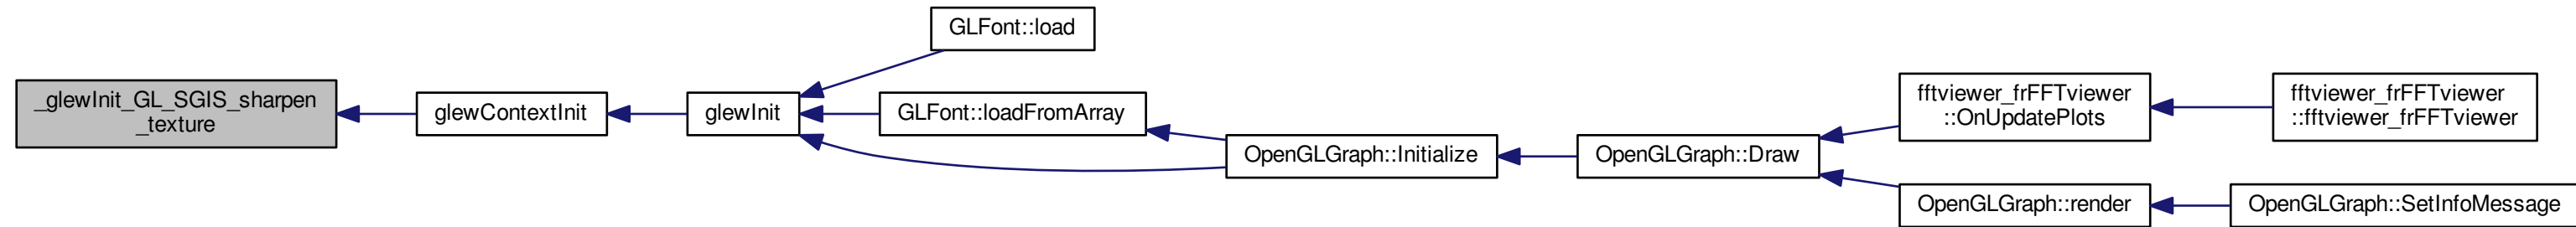 _glewInit_GL_SGIS_sharpen
_texture
glewContextInit
glewInit
GLFont::load
GLFont::loadFromArray
OpenGLGraph::Initialize
OpenGLGraph::Draw
fftviewer_frFFTviewer
::OnUpdatePlots
fftviewer_frFFTviewer
::fftviewer_frFFTviewer
OpenGLGraph::render
OpenGLGraph::SetInfoMessage